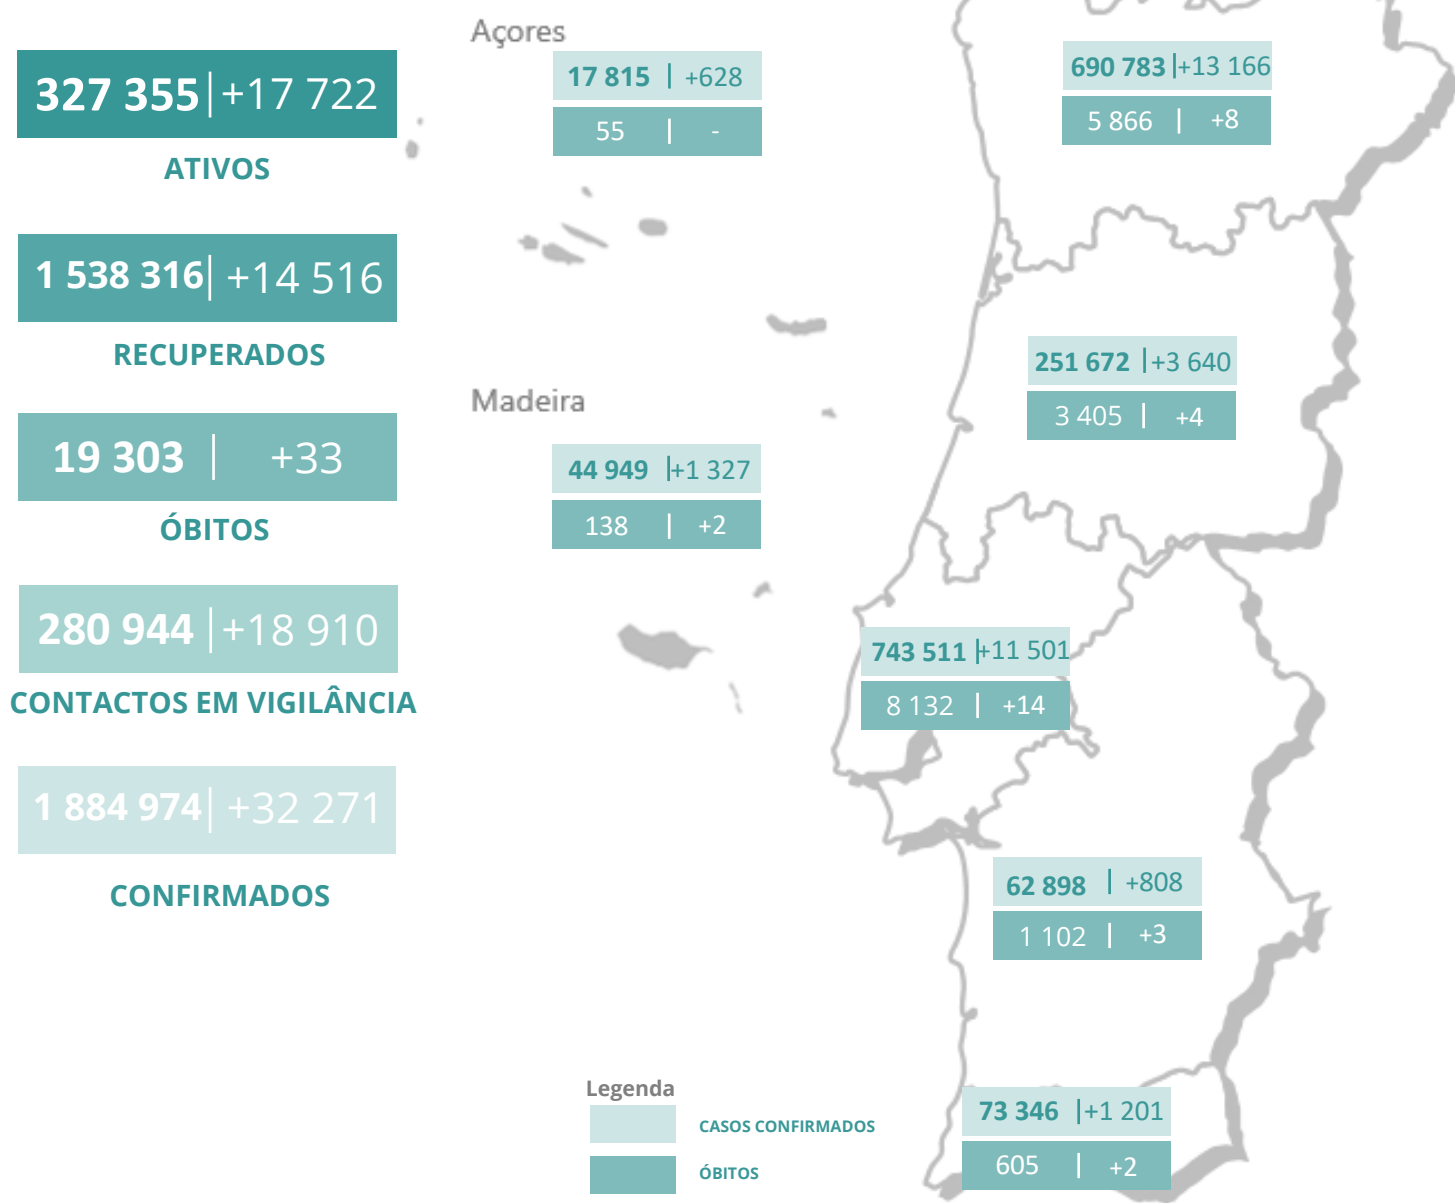 327 355 | +17 722
ATIVOS
1 538 316 | +14 516
RECUPERADOS
19 303 | +33
ÓBITOS
280 944 | +18 910
CONTACTOS EM VIGILÂNCIA
1 884 974 | +32 271
CONFIRMADOS
Açores
17 815 | +628
55 | -
Madeira
44 949 | +1 327
138 | +2
690 783 | +13 166
5 866 | +8
251 672 | +3 640
3 405 | +4
743 511 | +11 501
8 132 | +14
62 898 | +808
1 102 | +3
73 346 | +1 201
605 | +2
Legenda
CASOS CONFIRMADOS
ÓBITOS